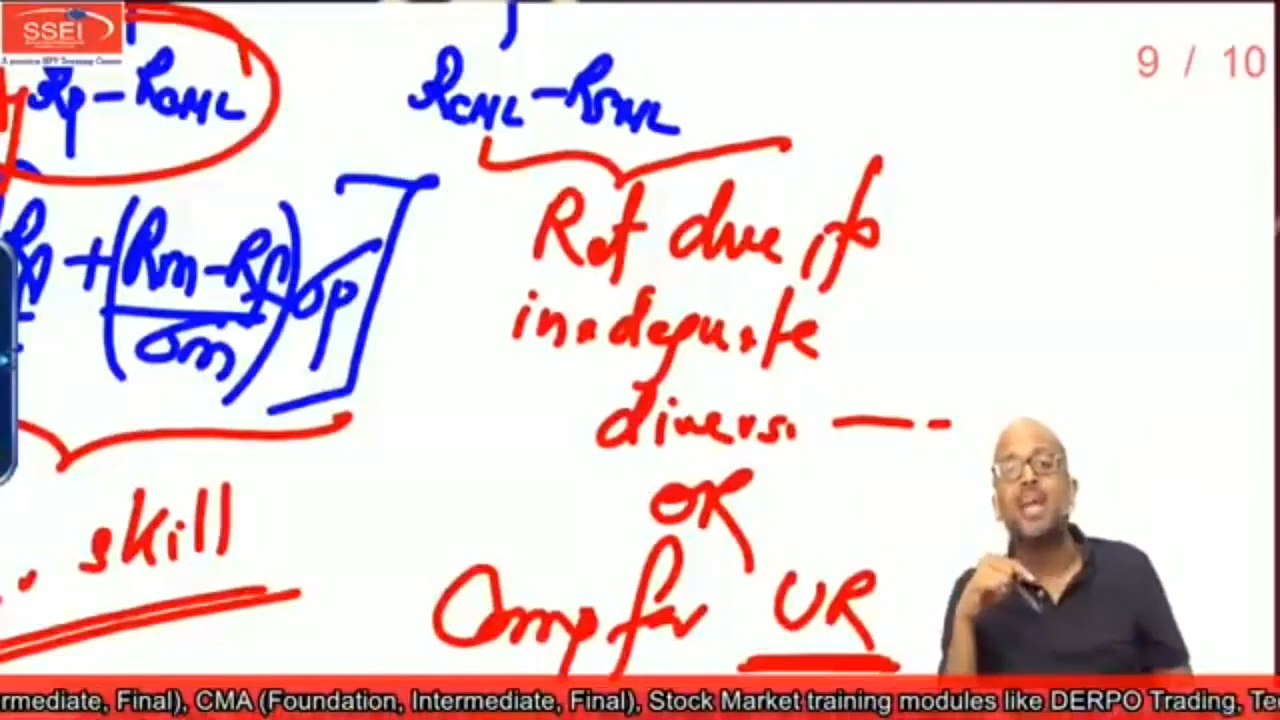 SSEI
9 / 10
Rp - RCML
RCML - RSML
Ret due to
inadequate
diversi ---
OR
Comp for UR
Rf + (Rm - Rf / σm) σp ]
skill
rmediate, Final), CMA (Foundation, Intermediate, Final), Stock Market training modules like DERPO Trading, Te